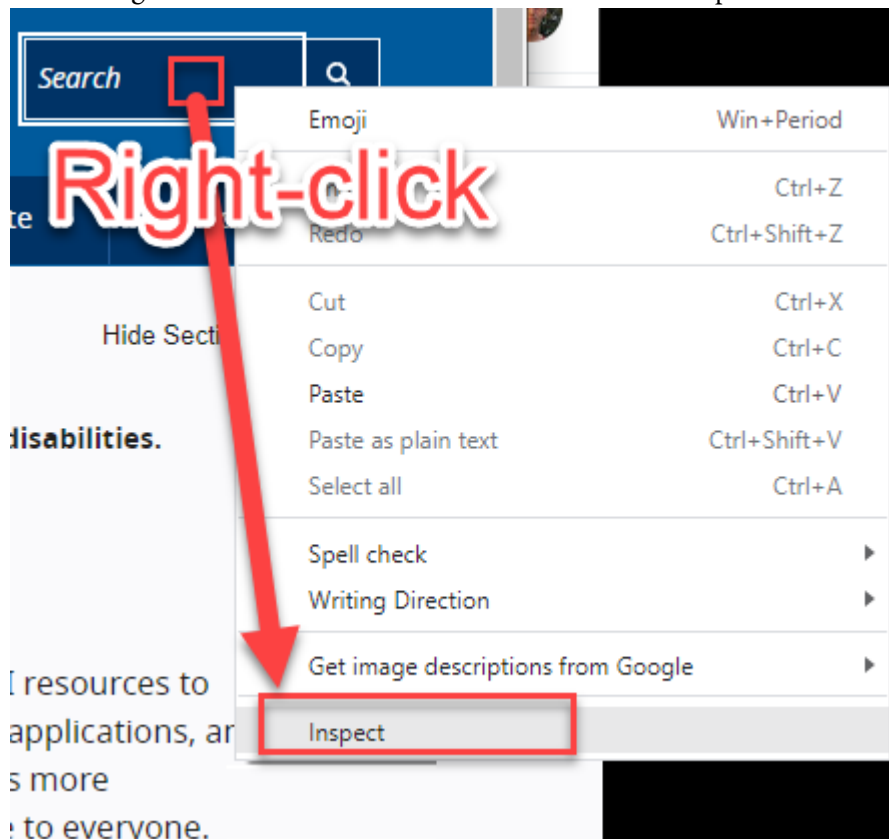 Search
Emoji Win+Period
Right-click
Ctrl+Z
te
Redo Ctrl+Shift+Z
Cut Ctrl+X
Hide Secti
Copy Ctrl+C
Paste Ctrl+V
disabilities.
Paste as plain text Ctrl+Shift+V
Select all Ctrl+A
Spell check
Writing Direction
Get image descriptions from Google
I resources to
applications, ar
Inspect
s more
to everyone.